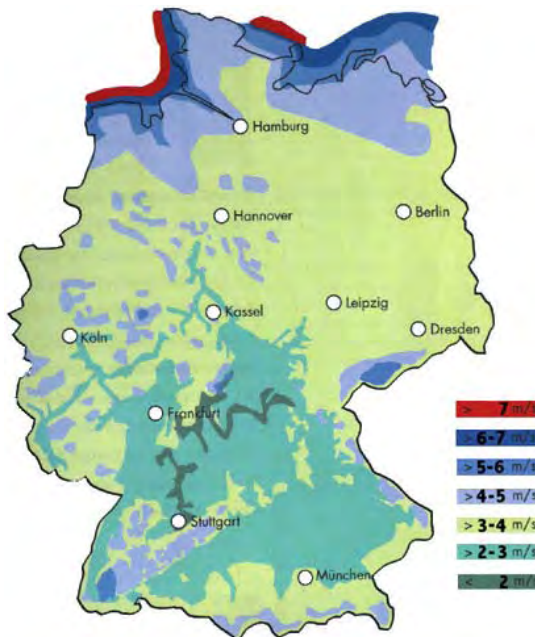 Hamburg
Hannover
Berlin
Kassel
Leipzig
Köln
Dresden
Frankfurt
Stuttgart
München
> 7 m/s
> 6-7 m/s
> 5-6 m/s
> 4-5 m/s
> 3-4 m/s
> 2-3 m/s
< 2 m/s